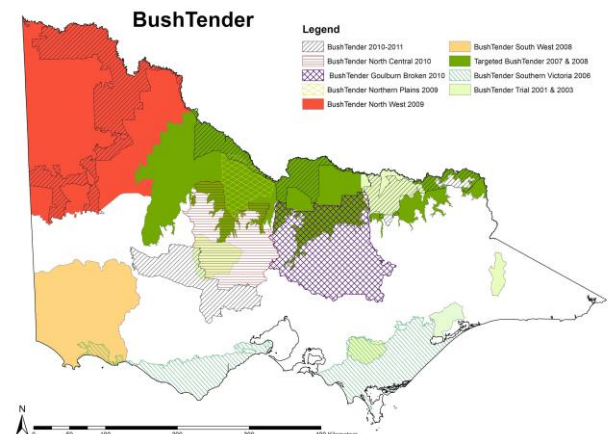 BushTender
Legend
BushTender 2010-2011
BushTender North Central 2010
BushTender Goulburn Broken 2010
BushTender Northern Plains 2009
BushTender North West 2009
BushTender South West 2008
Targeted BushTender 2007 & 2008
BushTender Southern Victoria 2006
BushTender Trial 2001 & 2003
N